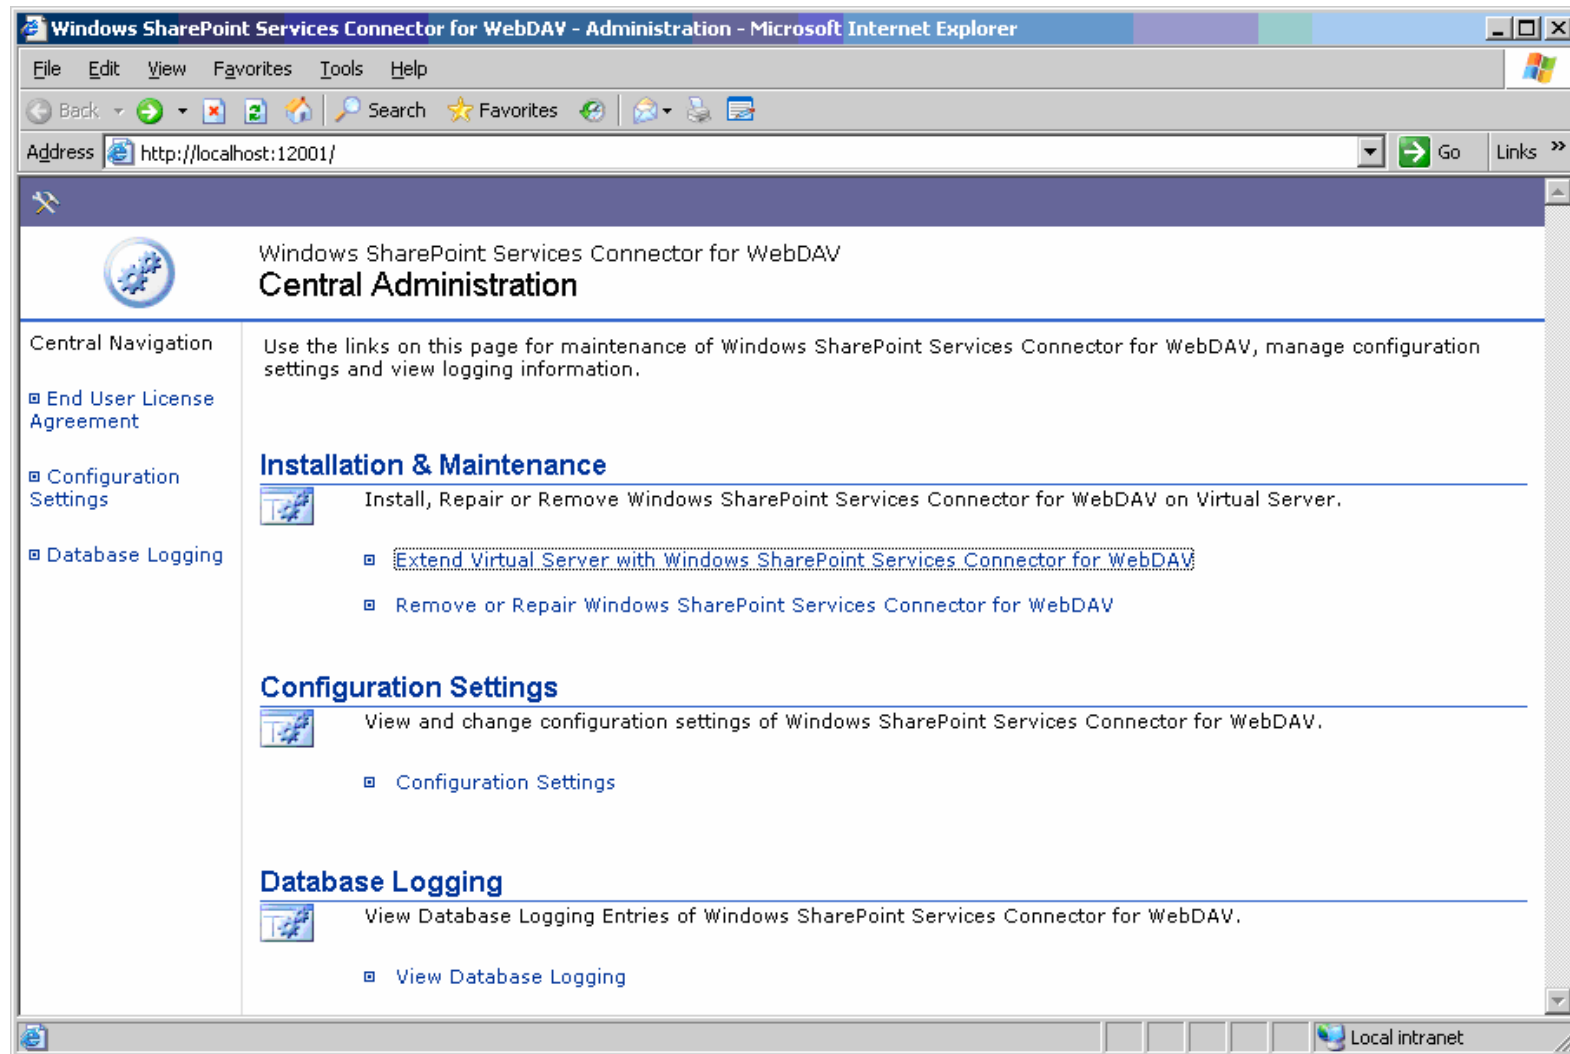 Windows SharePoint Services Connector for WebDAV - Administration - Microsoft Internet Explorer
File Edit View Favorites Tools Help
Back Search Favorites
Address http://localhost:12001/ Go Links »
Windows SharePoint Services Connector for WebDAV
Central Administration
Central Navigation
End User License
Agreement
Configuration
Settings
Database Logging
Use the links on this page for maintenance of Windows SharePoint Services Connector for WebDAV, manage configuration
settings and view logging information.
Installation & Maintenance
Install, Repair or Remove Windows SharePoint Services Connector for WebDAV on Virtual Server.
Extend Virtual Server with Windows SharePoint Services Connector for WebDAV
Remove or Repair Windows SharePoint Services Connector for WebDAV
Configuration Settings
View and change configuration settings of Windows SharePoint Services Connector for WebDAV.
Configuration Settings
Database Logging
View Database Logging Entries of Windows SharePoint Services Connector for WebDAV.
View Database Logging
Local intranet